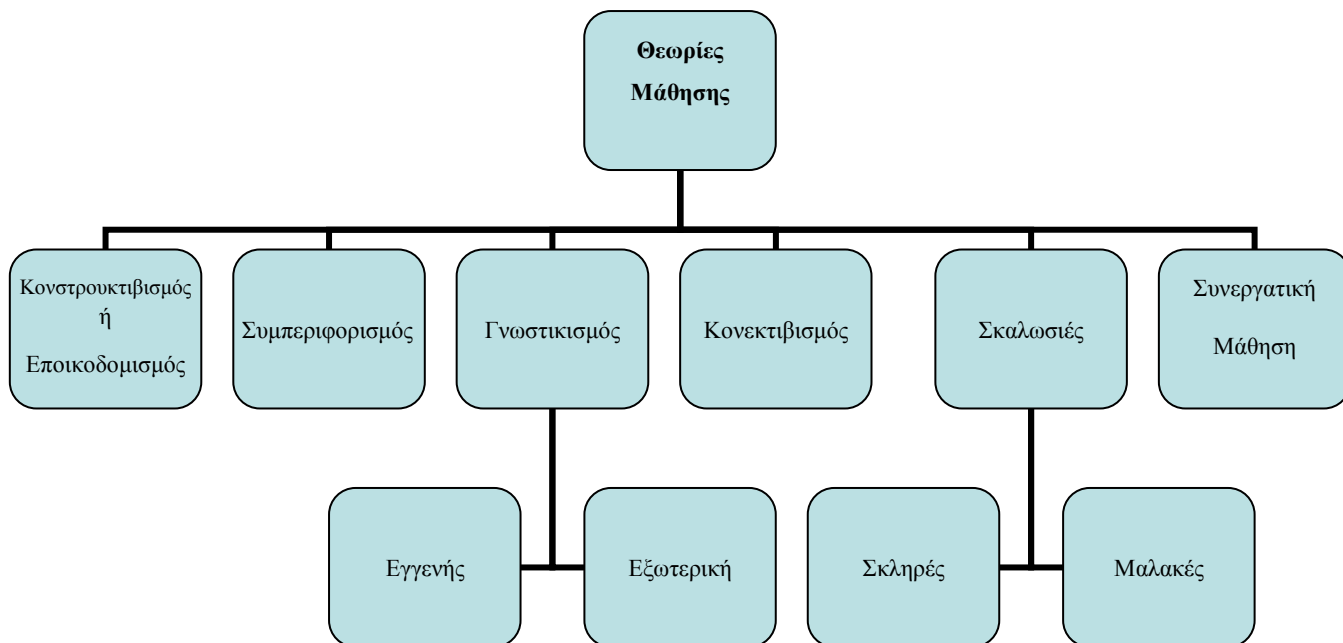 Θεωρίες
Μάθησης
Κονστρουκτιβισμός
ή
Εποικοδομισμός
Συμπεριφορισμός
Γνωστικισμός
Κονεκτιβισμός
Σκαλωσιές
Συνεργατική
Μάθηση
Εγγενής
Εξωτερική
Σκληρές
Μαλακές